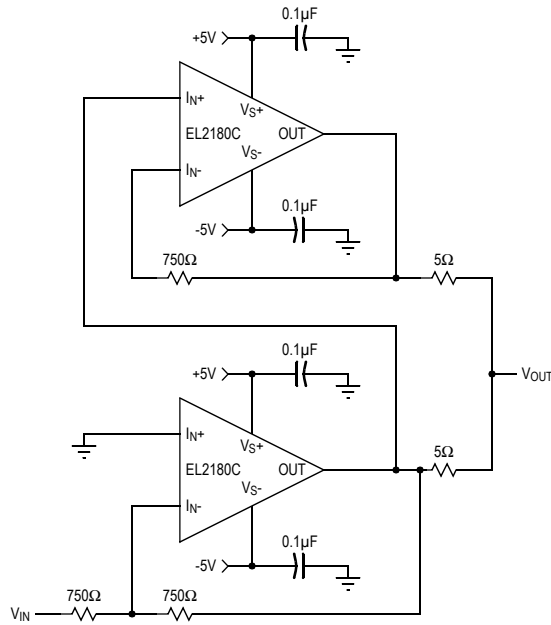 0.1µF
+5V
IN+
VS+
EL2180C
OUT
VS-
IN-
0.1µF
-5V
750Ω
5Ω
0.1µF
+5V
VOUT
IN+
VS+
5Ω
EL2180C
OUT
VS-
IN-
0.1µF
-5V
750Ω
750Ω
VIN